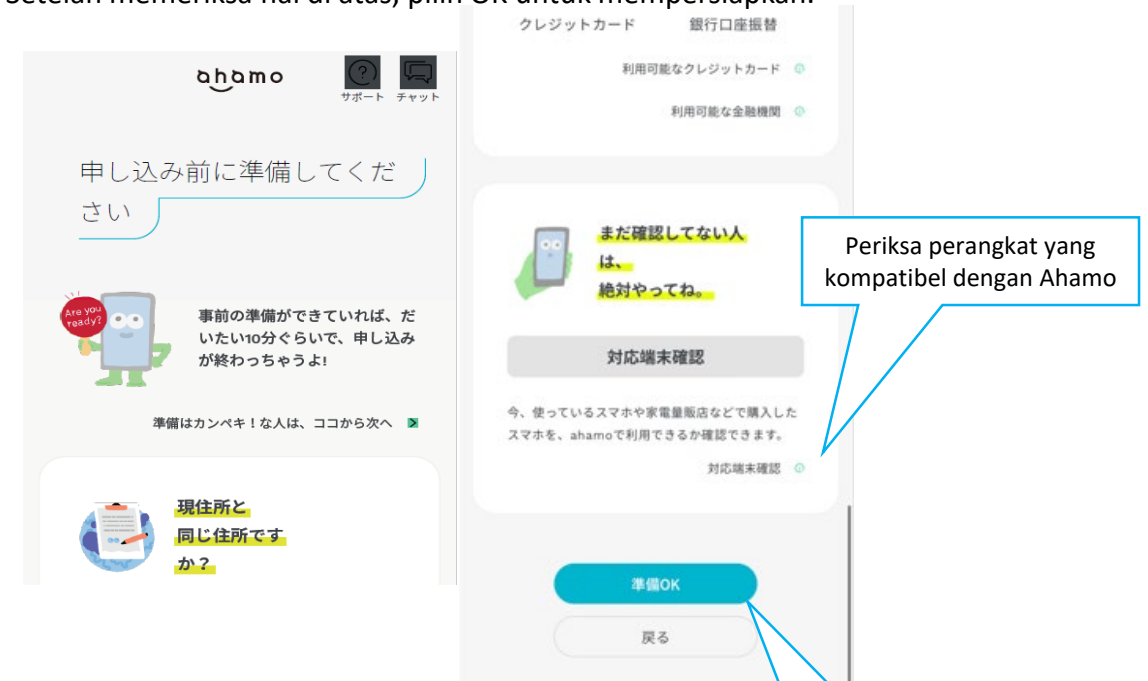 Setelah memeriksa hal di atas, pilih OK untuk mempersiapkan.
ahamo
サポート チャット
申し込み前に準備してくだ
さい
Are you
ready?
事前の準備ができていれば、だ
いたい10分ぐらいで、申し込み
が終わっちゃうよ!
準備はカンペキ！な人は、ココから次へ
現住所と
同じ住所です
か？
クレジットカード 銀行口座振替
利用可能なクレジットカード
利用可能な金融機関
まだ確認してない人
は、
絶対やってね。
対応端末確認
今、使っているスマホや家電量販店などで購入した
スマホを、ahamoで利用できるか確認できます。
対応端末確認
準備OK
戻る
Periksa perangkat yang
kompatibel dengan Ahamo